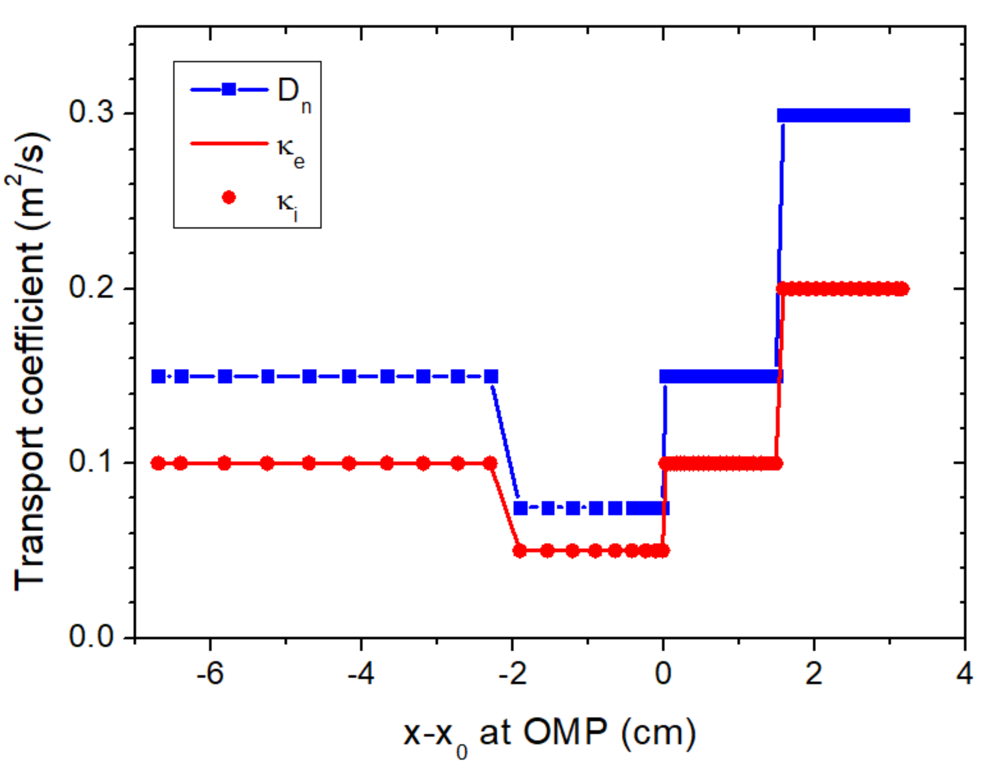 Transport coefficient (m²/s)
0.3
0.2
0.1
0.0
Dₙ
κₑ
κᵢ
-6 -4 -2 0 2 4
x-x₀ at OMP (cm)